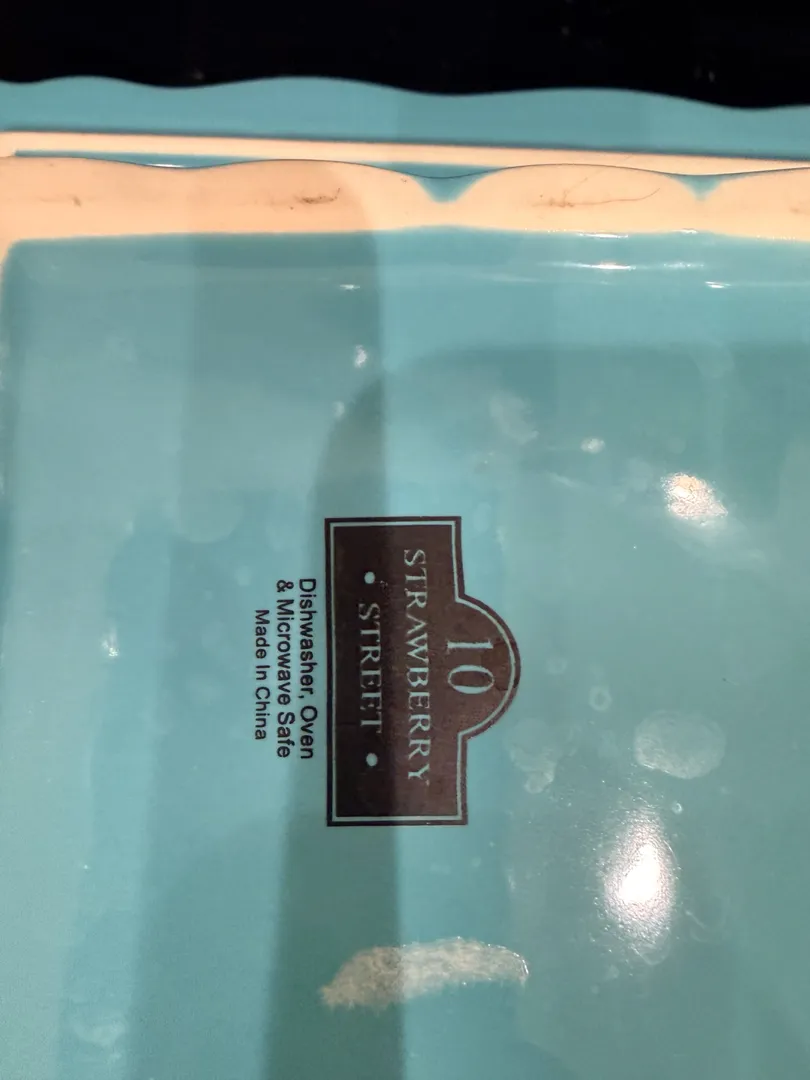 10
STRAWBERRY
• STREET •
Dishwasher, Oven
& Microwave Safe
Made In China